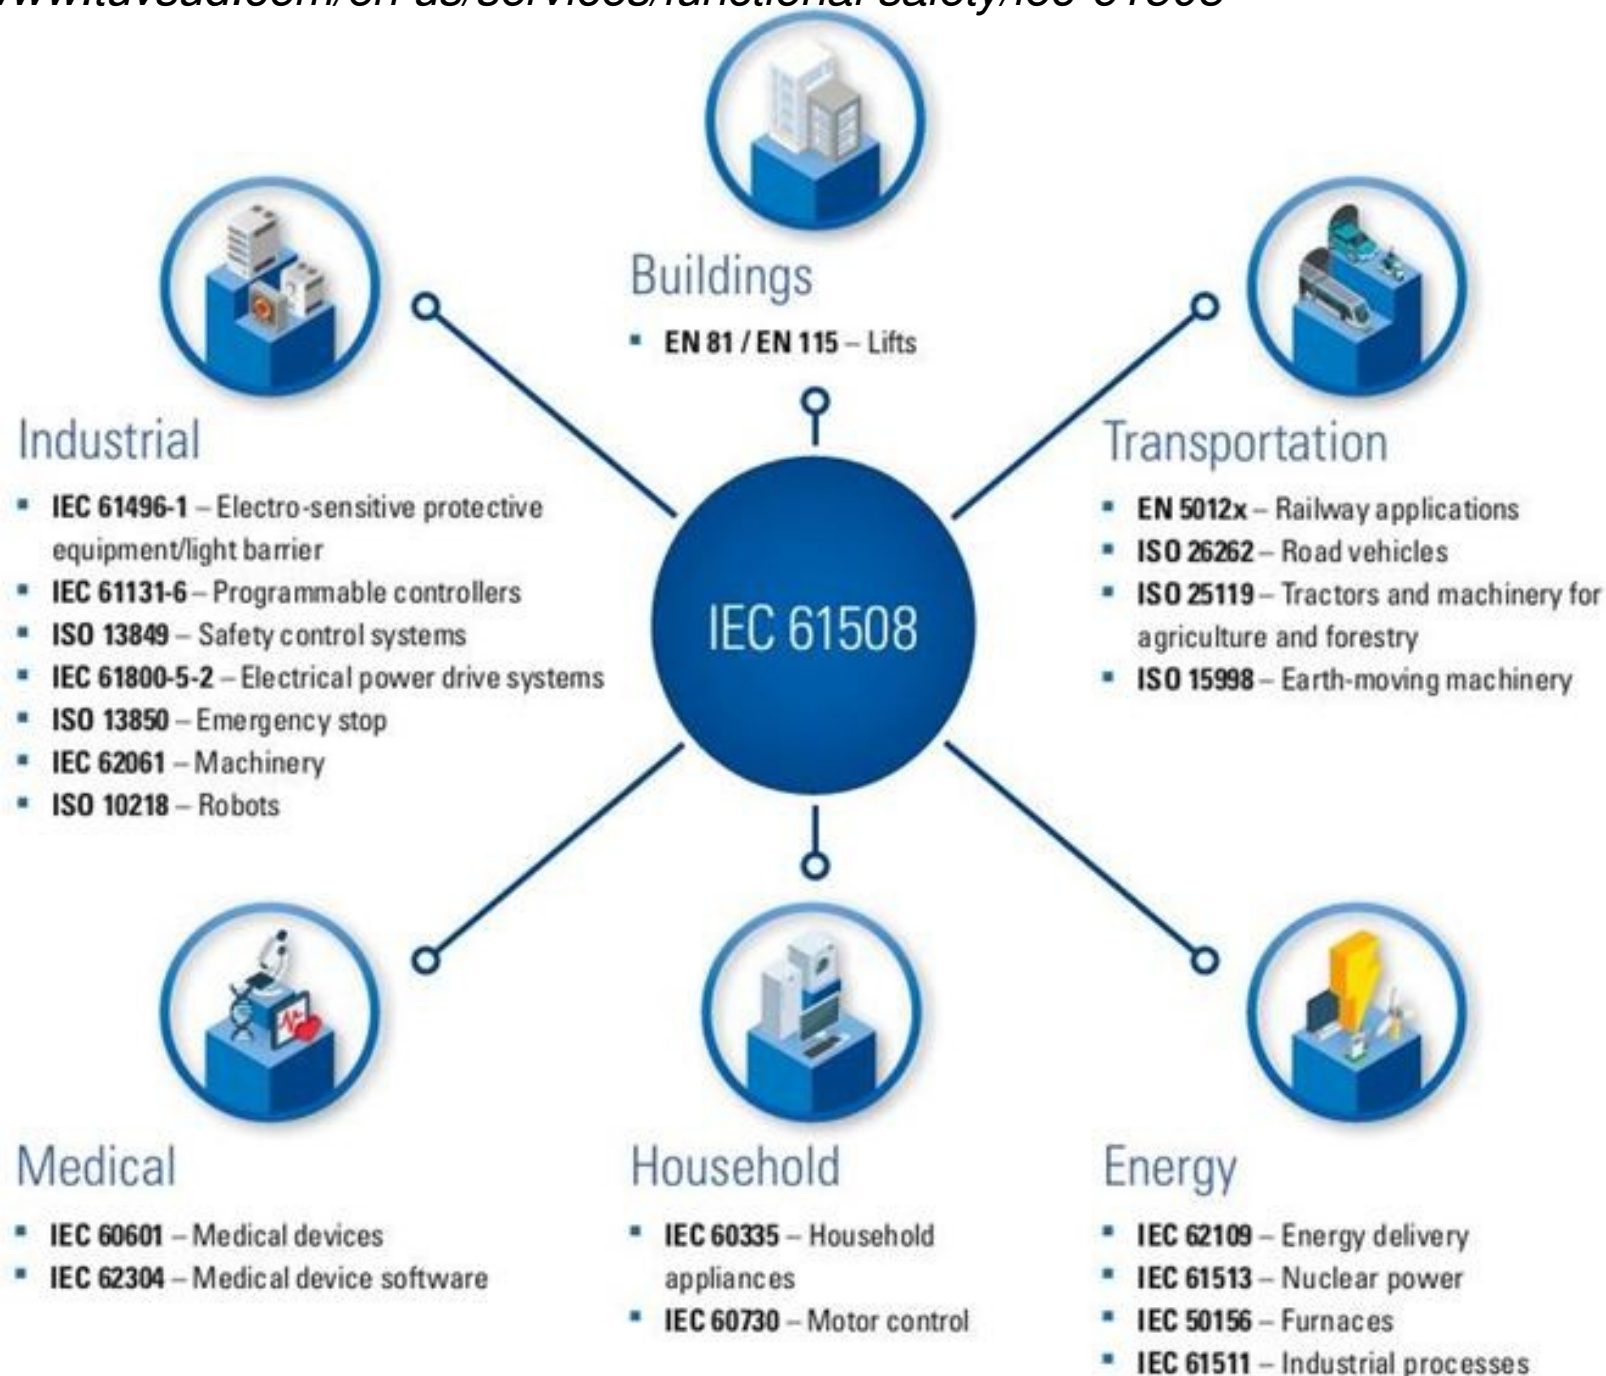 Buildings
▪ EN 81 / EN 115 – Lifts
Industrial
▪ IEC 61496-1 – Electro-sensitive protective
equipment/light barrier
▪ IEC 61131-6 – Programmable controllers
▪ ISO 13849 – Safety control systems
▪ IEC 61800-5-2 – Electrical power drive systems
▪ ISO 13850 – Emergency stop
▪ IEC 62061 – Machinery
▪ ISO 10218 – Robots
IEC 61508
Transportation
▪ EN 5012x – Railway applications
▪ ISO 26262 – Road vehicles
▪ ISO 25119 – Tractors and machinery for
agriculture and forestry
▪ ISO 15998 – Earth-moving machinery
Medical
▪ IEC 60601 – Medical devices
▪ IEC 62304 – Medical device software
Household
▪ IEC 60335 – Household
appliances
▪ IEC 60730 – Motor control
Energy
▪ IEC 62109 – Energy delivery
▪ IEC 61513 – Nuclear power
▪ IEC 50156 – Furnaces
▪ IEC 61511 – Industrial processes